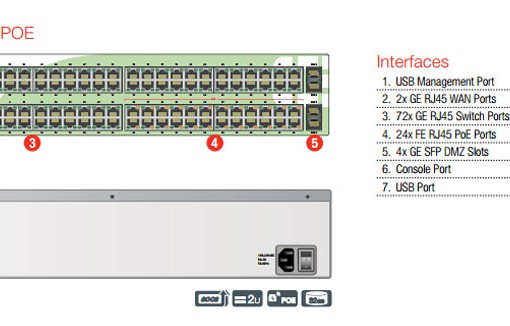 POE
Interfaces
1. USB Management Port
2. 2x GE RJ45 WAN Ports
3. 72x GE RJ45 Switch Ports
4. 24x FE RJ45 PoE Ports
5. 4x GE SFP DMZ Slots
6. Console Port
7. USB Port
3
4
5
2U
POE
32GB